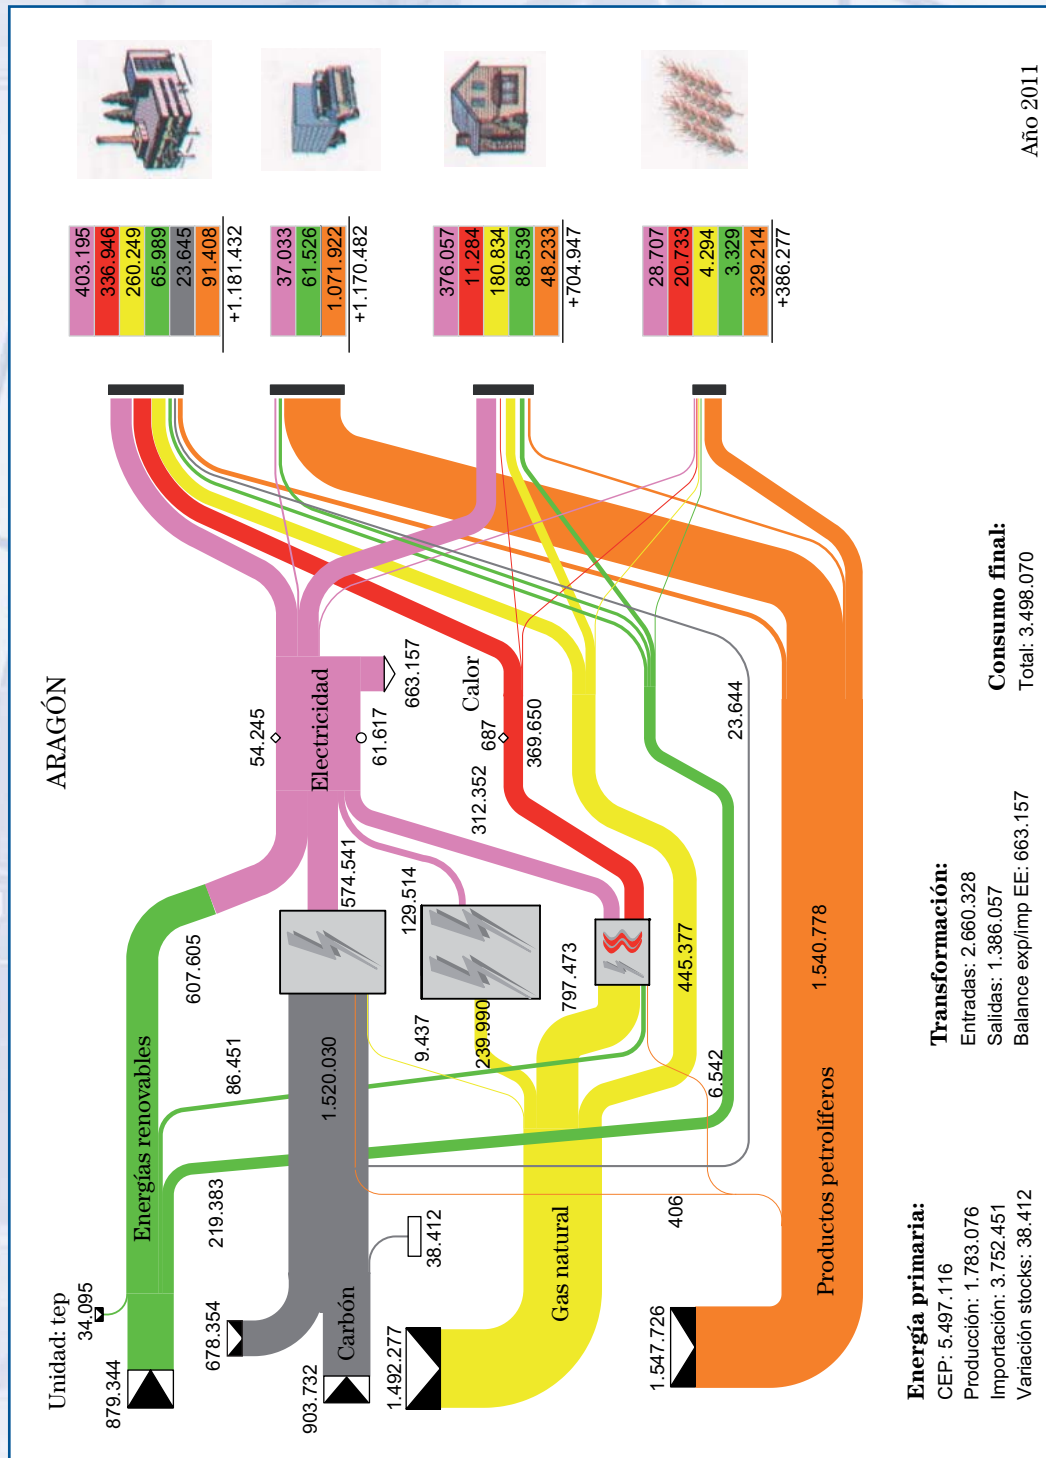 ARAGÓN
Unidad: tep
34.095
879.344
Energías renovables
607.605
86.451
219.383
678.354
903.732
Carbón
1.520.030
38.412
574.541
129.514
9.437
239.990
1.492.277
Gas natural
797.473
445.377
6.542
406
1.547.726
Productos petrolíferos
1.540.778
54.245
Electricidad
61.617
663.157
312.352
Calor
687
369.650
23.644
403.195
336.946
260.249
65.989
23.645
91.408
+1.181.432
37.033
61.526
1.071.922
+1.170.482
376.057
11.284
180.834
88.539
48.233
+704.947
28.707
20.733
4.294
3.329
329.214
+386.277
Energía primaria:
CEP: 5.497.116
Producción: 1.783.076
Importación: 3.752.451
Variación stocks: 38.412
Transformación:
Entradas: 2.660.328
Salidas: 1.386.057
Balance exp/imp EE: 663.157
Consumo final:
Total: 3.498.070
Año 2011